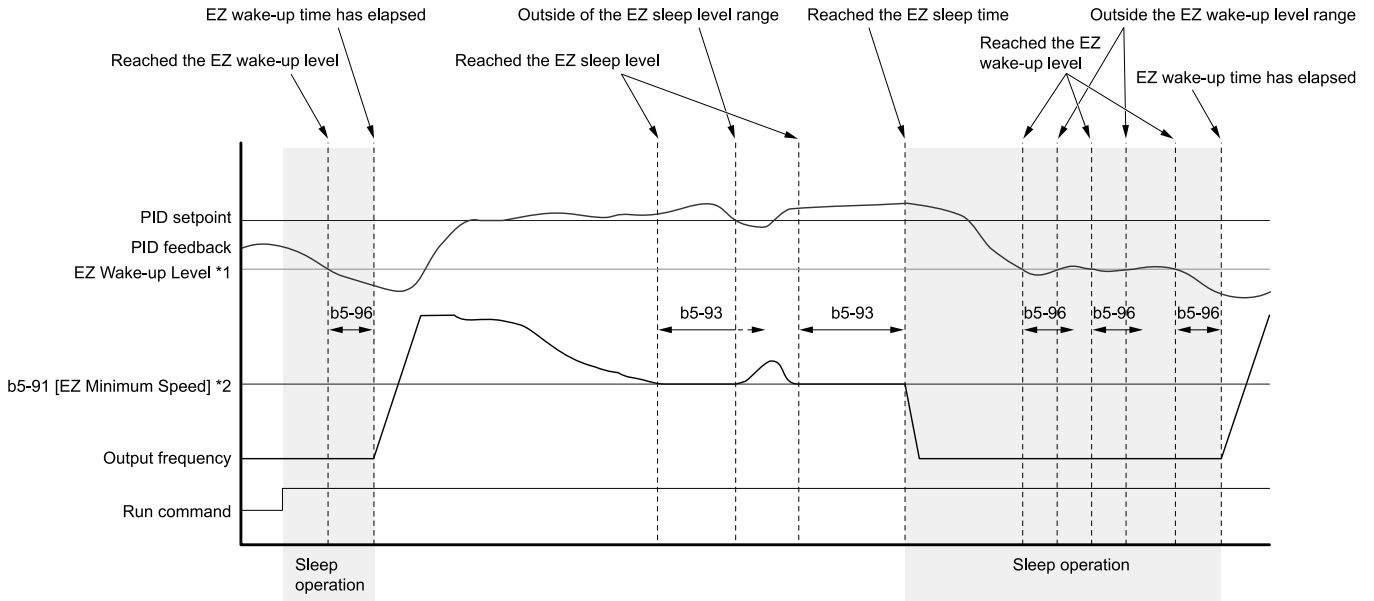 EZ wake-up time has elapsed
Outside of the EZ sleep level range
Reached the EZ sleep time
Outside the EZ wake-up level range
Reached the EZ wake-up level
Reached the EZ sleep level
Reached the EZ
wake-up level
EZ wake-up time has elapsed
PID setpoint
PID feedback
EZ Wake-up Level *1
b5-96
b5-93
b5-93
b5-96
b5-96
b5-96
b5-91 [EZ Minimum Speed] *2
Output frequency
Run command
Sleep
operation
Sleep operation